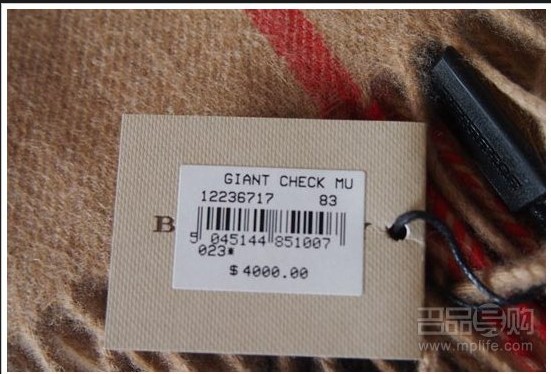 GIANT CHECK MU
12236717 83
B Y
5 045144 851007
023*
$4000.00
名品导购
www.mplife.com